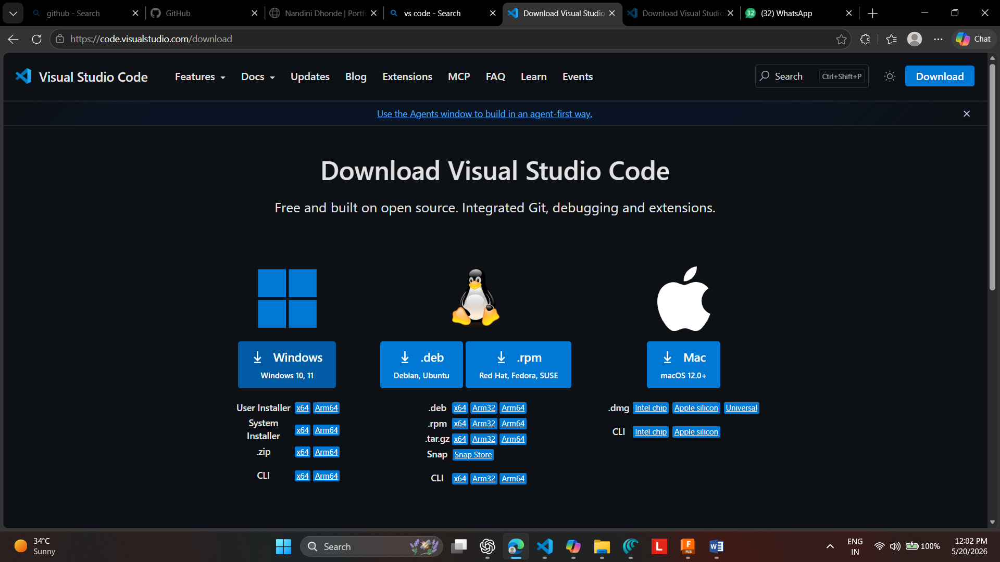 github - Search
GitHub
Nandini Dhonde | Portf
vs code - Search
Download Visual Studio
Download Visual Studio
32
(32) WhatsApp
https://code.visualstudio.com/download
Chat
Visual Studio Code
Features
Docs
Updates
Blog
Extensions
MCP
FAQ
Learn
Events
Search
Ctrl+Shift+P
Download
Use the Agents window to build in an agent-first way.
Download Visual Studio Code
Free and built on open source. Integrated Git, debugging and extensions.
Windows
Windows 10, 11
User Installer x64 Arm64
System
Installer
x64 Arm64
.zip x64 Arm64
CLI x64 Arm64
.deb
Debian, Ubuntu
.rpm
Red Hat, Fedora, SUSE
.deb x64 Arm32 Arm64
.rpm x64 Arm32 Arm64
.tar.gz x64 Arm32 Arm64
Snap Snap Store
CLI x64 Arm32 Arm64
Mac
macOS 12.0+
.dmg Intel chip Apple silicon Universal
CLI Intel chip Apple silicon
34°C
Sunny
Search
L
F
FUS
W
ENG
IN
100%
12:02 PM
5/20/2026